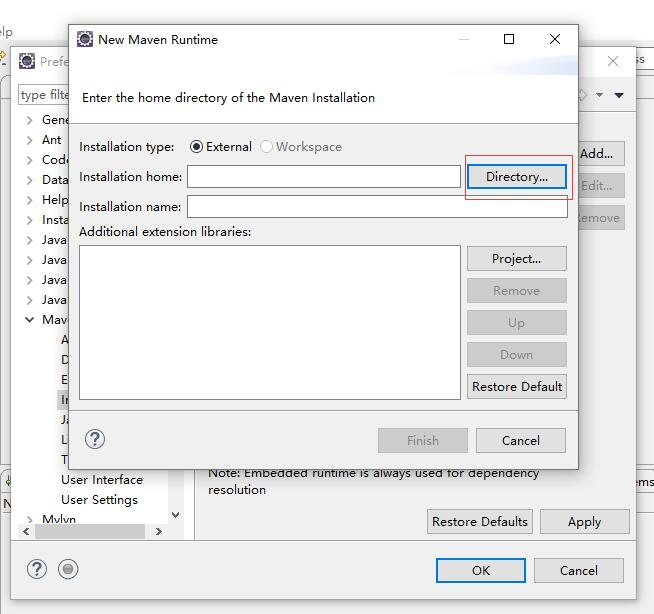 elp
New Maven Runtime
Prefe
ss
type filte
Enter the home directory of the Maven Installation
Gene
Ant
Code
Data
Help
Insta
Java
Java
Java
Java
Mave
Installation type: External Workspace
Installation home: Directory...
Installation name:
Additional extension libraries:
Project...
Remove
Up
Down
Restore Default
Add...
Edit...
emove
A
D
E
In
Ja
L
T
User Interface
User Settings
Mylyn
? Finish Cancel
Note: Embedded runtime is always used for dependency
resolution
ems
N
Restore Defaults Apply
? OK Cancel